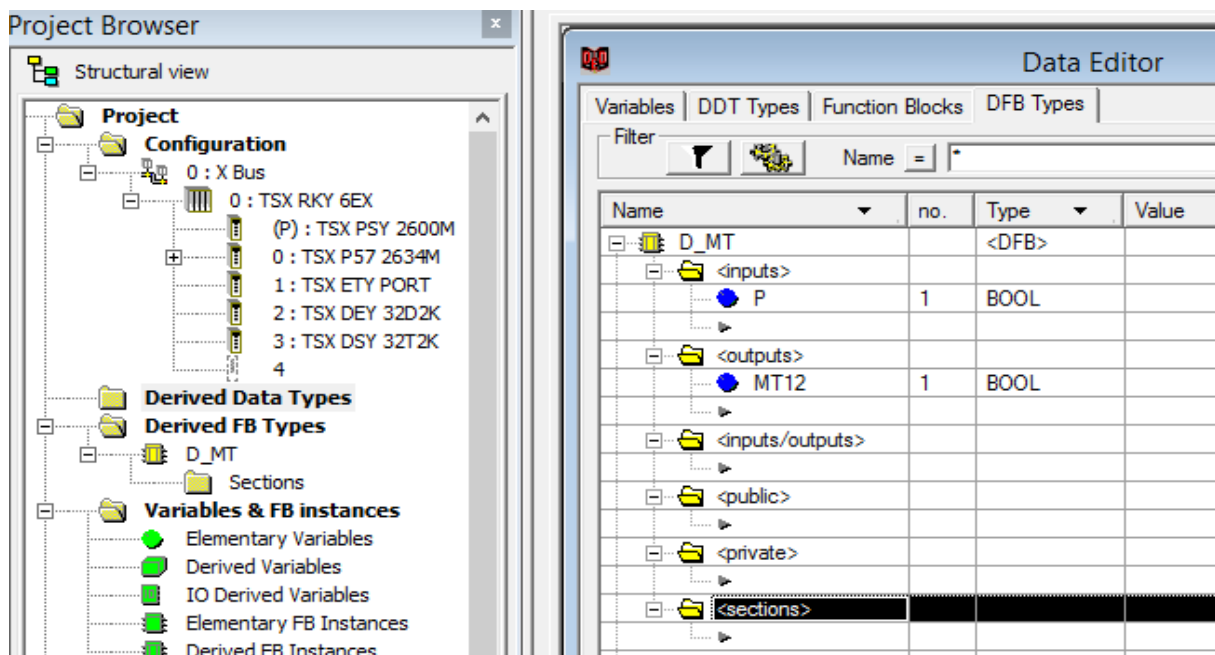 Project Browser
x
Structural view
Project
Configuration
0 : X Bus
0 : TSX RKY 6EX
(P) : TSX PSY 2600M
0 : TSX P57 2634M
1 : TSX ETY PORT
2 : TSX DEY 32D2K
3 : TSX DSY 32T2K
4
Derived Data Types
Derived FB Types
D_MT
Sections
Variables & FB instances
Elementary Variables
Derived Variables
IO Derived Variables
Elementary FB Instances
Derived FB Instances
Data Editor
Variables DDT Types Function Blocks DFB Types
Filter
Name = *
Name no. Type Value
D_MT <DFB>
<inputs>
P 1 BOOL
<outputs>
MT12 1 BOOL
<inputs/outputs>
<public>
<private>
<sections>